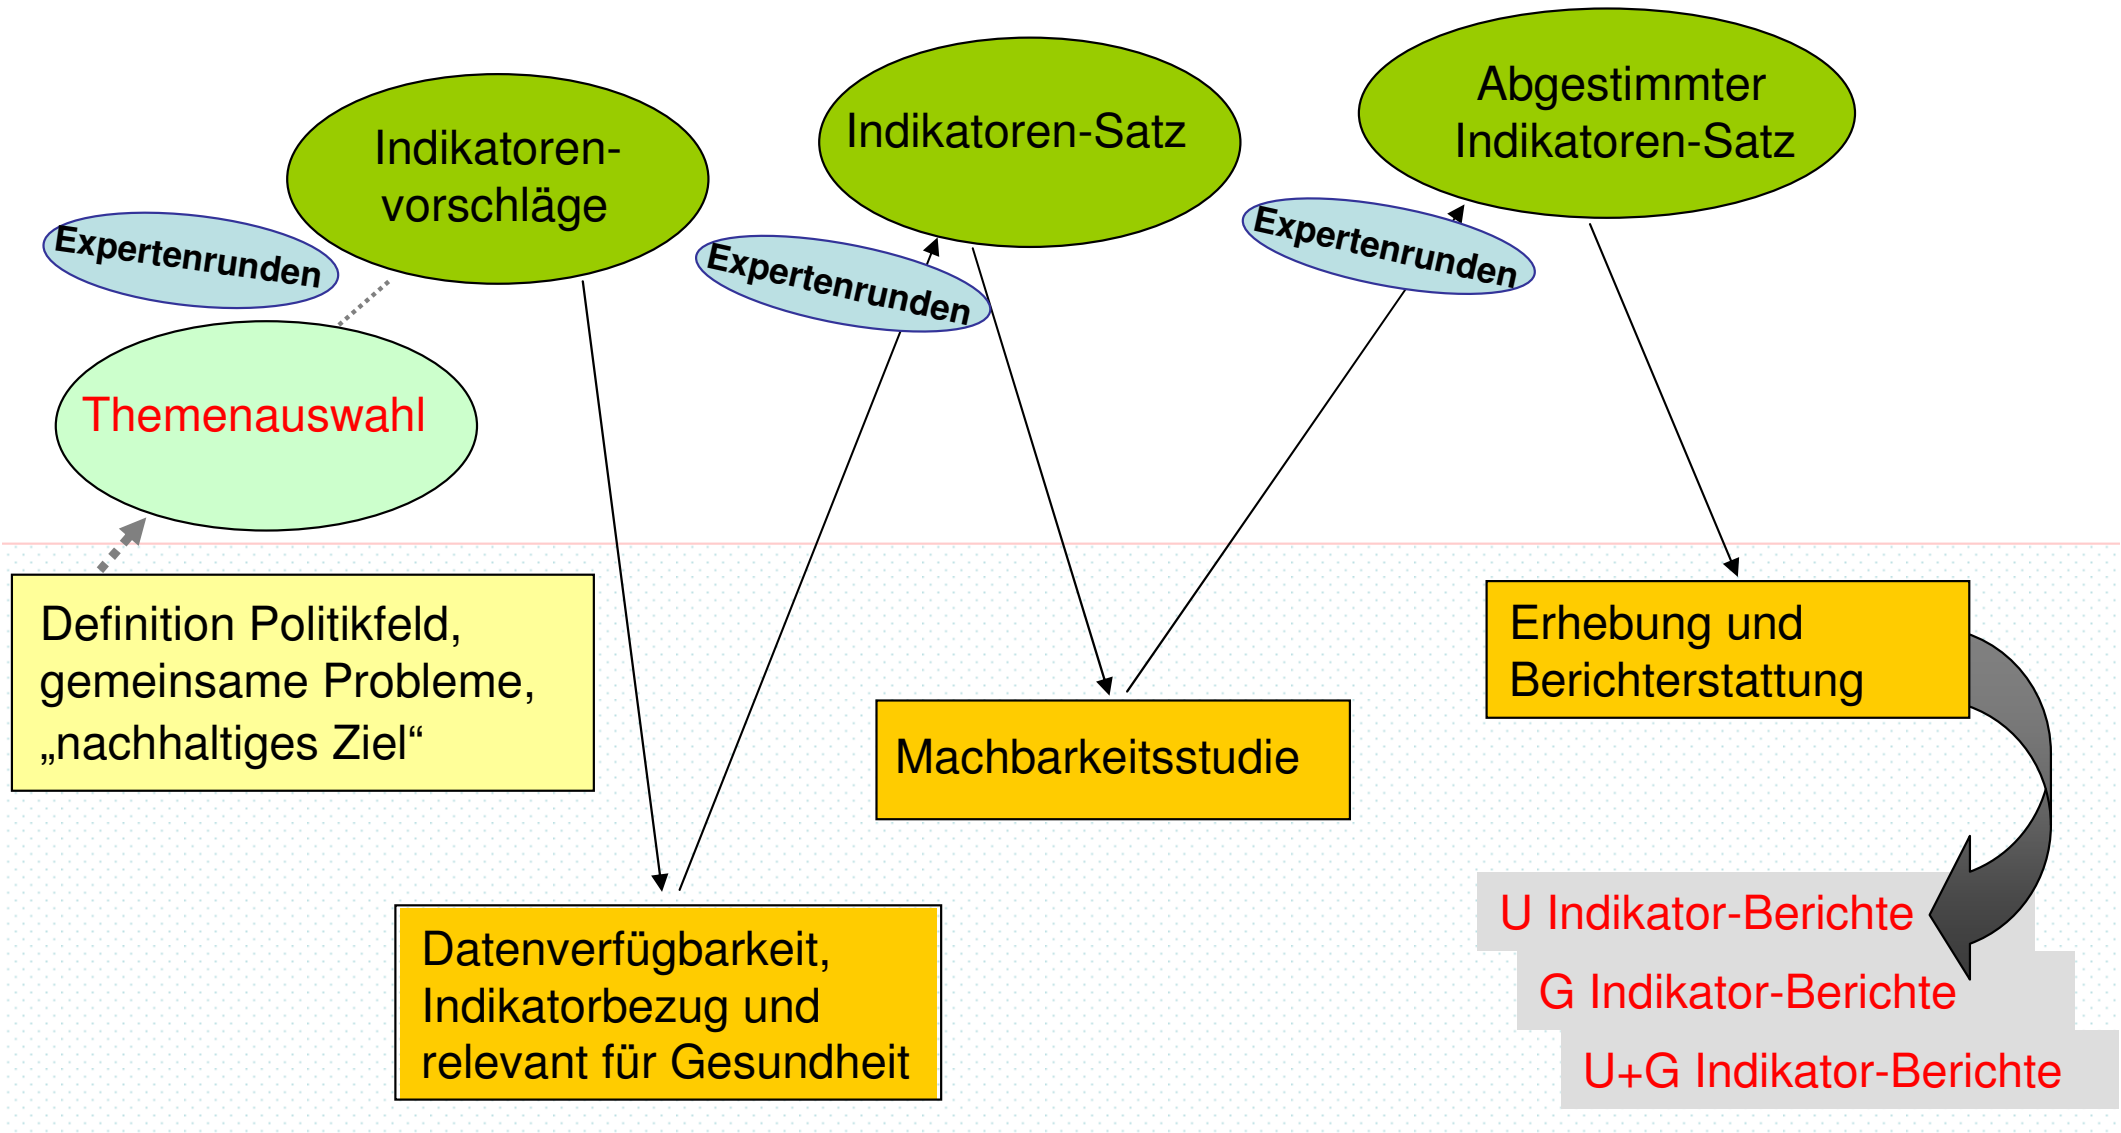 Abgestimmter
Indikatoren-Satz
Indikatoren-Satz
Indikatoren-
vorschläge
Expertenrunden
Expertenrunden
Expertenrunden
Themenauswahl
Definition Politikfeld,
gemeinsame Probleme,
„nachhaltiges Ziel“
Erhebung und
Berichterstattung
Machbarkeitsstudie
Datenverfügbarkeit,
Indikatorbezug und
relevant für Gesundheit
U Indikator-Berichte
G Indikator-Berichte
U+G Indikator-Berichte